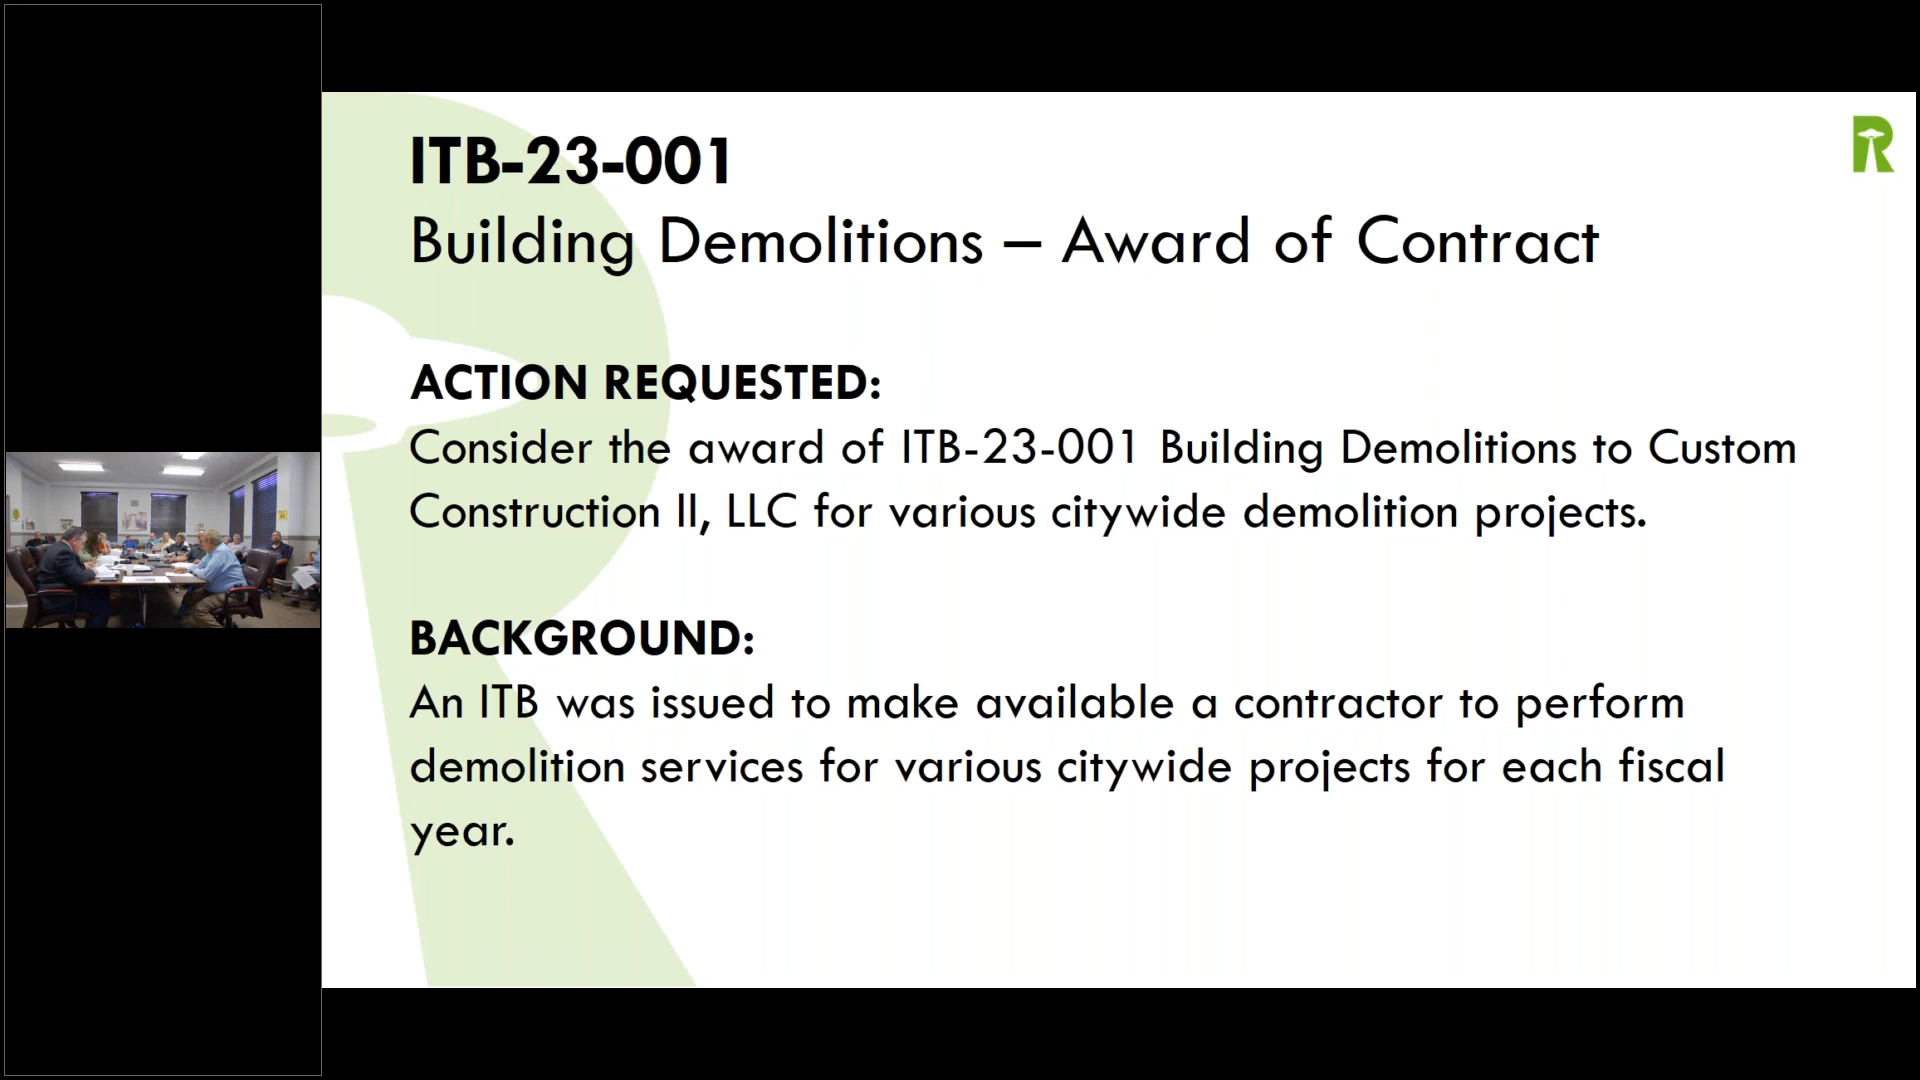 ITB-23-001
Building Demolitions – Award of Contract
ACTION REQUESTED:
Consider the award of ITB-23-001 Building Demolitions to Custom
Construction II, LLC for various citywide demolition projects.
BACKGROUND:
An ITB was issued to make available a contractor to perform
demolition services for various citywide projects for each fiscal
year.